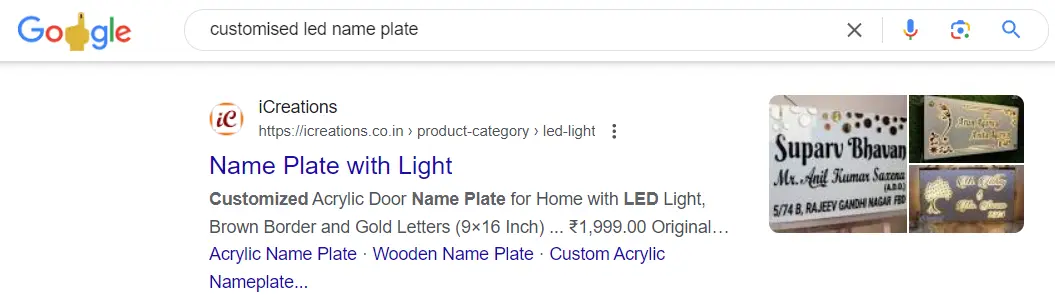 Google
customised led name plate
iC
iCreations
https://icreations.co.in › product-category › led-light
Name Plate with Light
Customized Acrylic Door Name Plate for Home with LED Light,
Brown Border and Gold Letters (9×16 Inch) ... ₹1,999.00 Original…
Acrylic Name Plate · Wooden Name Plate · Custom Acrylic
Nameplate...
Suparv Bhavan
Mr. Anil Kumar Saxena
(A.D.O.)
5/74 B, RAJEEV GANDHI NAGAR FBD